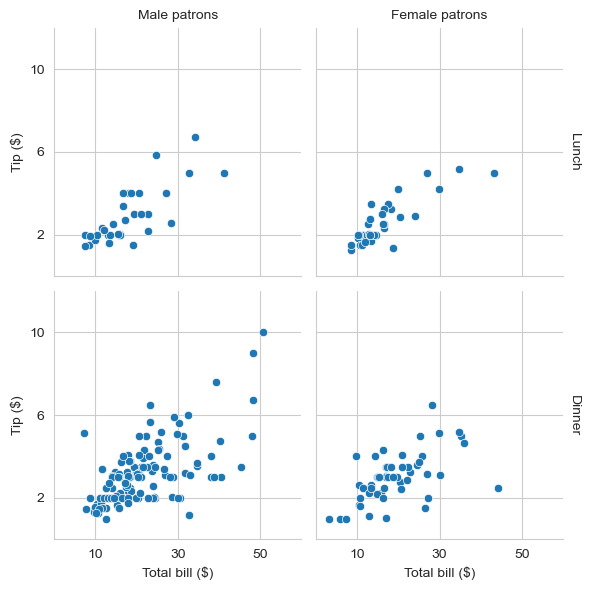 Male patrons
Female patrons
10
6
2
Tip ($)
Lunch
10
6
2
Tip ($)
Dinner
10
30
50
10
30
50
Total bill ($)
Total bill ($)